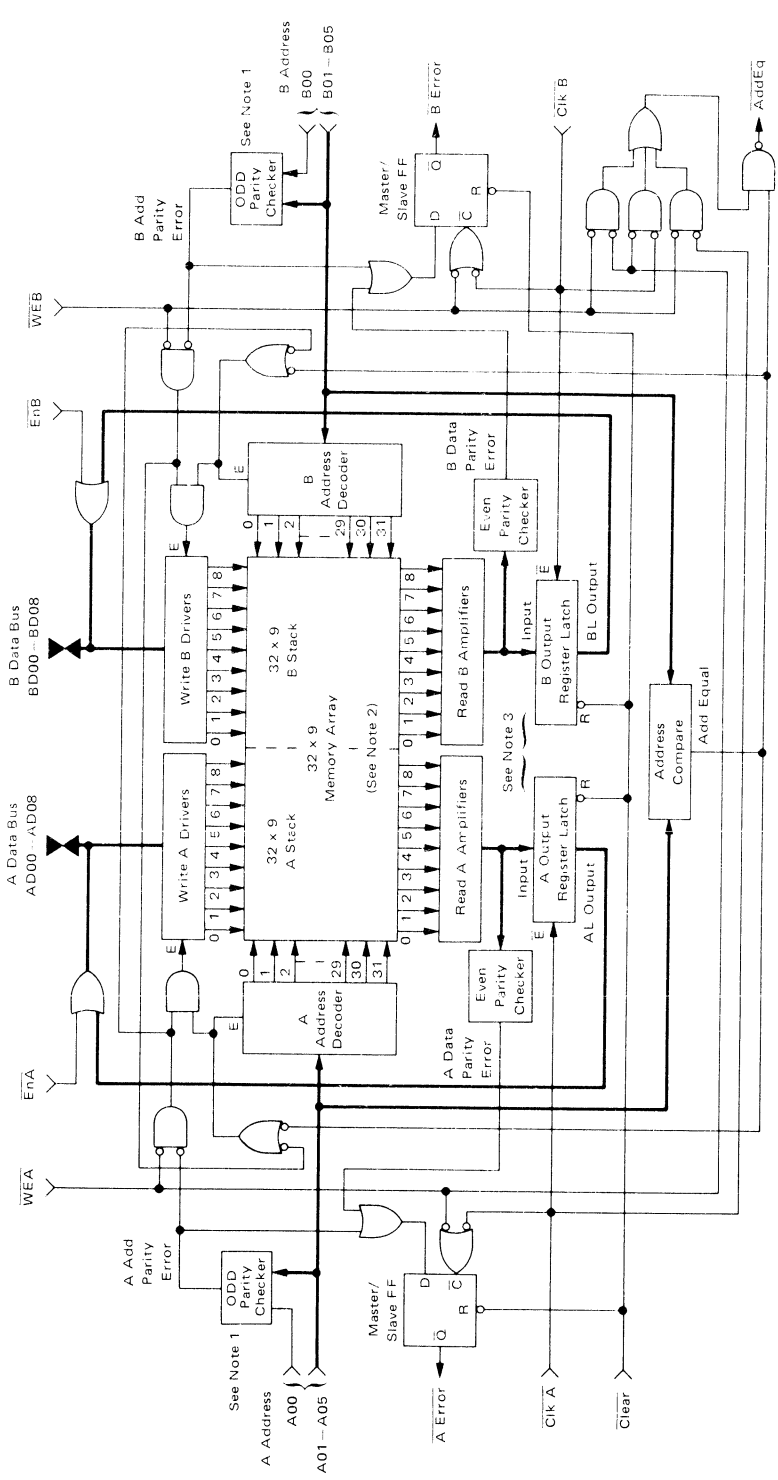 B Address
B00
B01 – B05
See Note 1
ODD
Parity
Checker
B Add
Parity
Error
WEB
EnB
B Data Bus
BD00 – BD08
A Data Bus
AD00 – AD08
EnA
WEA
A Add
Parity
Error
See Note 1
ODD
Parity
Checker
A Address
A00
A01 – A05
Master/
Slave FF
D
Q
C
R
B Error
Clk B
AddEq
E
B
Address
Decoder
0
1
2
29
30
31
E
Write B Drivers
0 1 2 3 4 5 6 7 8
E
Write A Drivers
0 1 2 3 4 5 6 7 8
32 x 9
B Stack
32 x 9
Memory Array
(See Note 2)
32 x 9
A Stack
E
A
Address
Decoder
0
1
2
29
30
31
0 1 2 3 4 5 6 7 8
Read B Amplifiers
0 1 2 3 4 5 6 7 8
Read A Amplifiers
B Data
Parity
Error
Even
Parity
Checker
Input
E
B Output
Register Latch
R
BL Output
See Note 3
Input
E
A Output
Register Latch
R
AL Output
Even
Parity
Checker
A Data
Parity
Error
Address
Compare
Add Equal
Master/
Slave FF
D
Q
C
R
A Error
Clk A
Clear